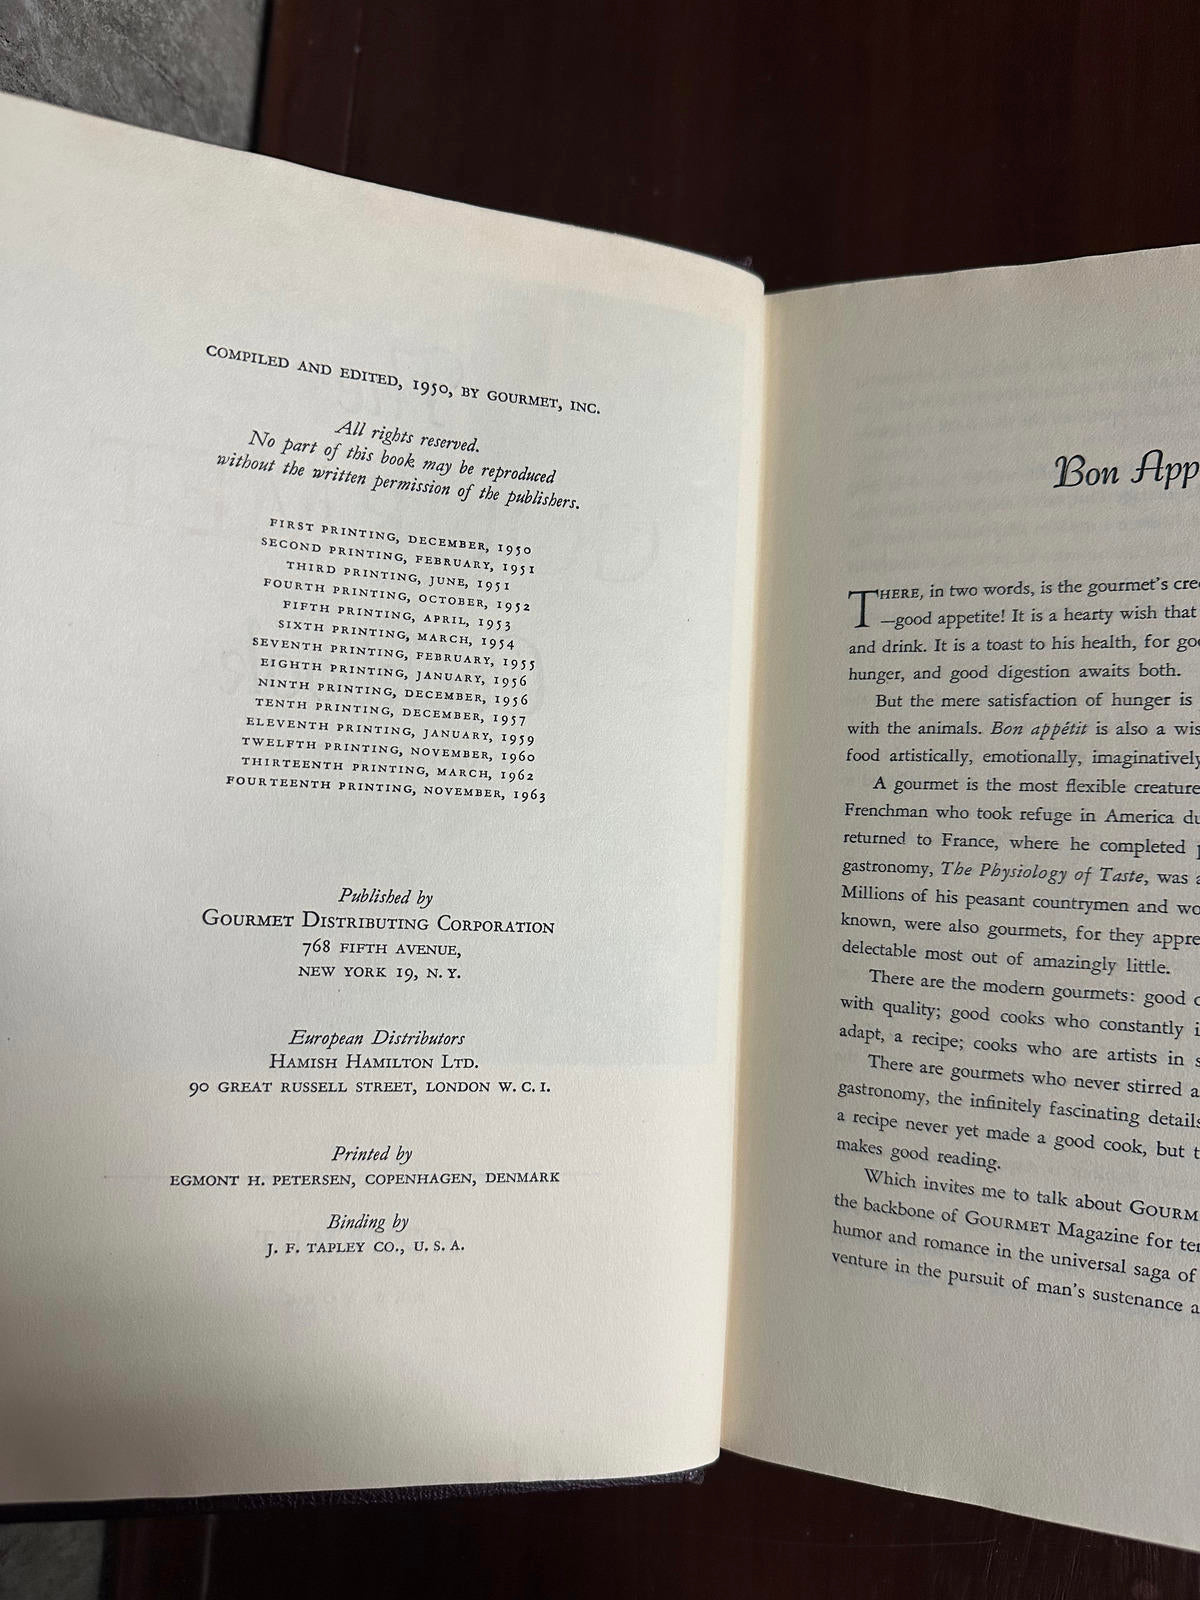 COMPILED AND EDITED, 1950, BY GOURMET, INC.
All rights reserved.
No part of this book may be reproduced
without the written permission of the publishers.
FIRST PRINTING, DECEMBER, 1950
SECOND PRINTING, FEBRUARY, 1951
THIRD PRINTING, JUNE, 1951
FOURTH PRINTING, OCTOBER, 1952
FIFTH PRINTING, APRIL, 1953
SIXTH PRINTING, MARCH, 1954
SEVENTH PRINTING, FEBRUARY, 1955
EIGHTH PRINTING, JANUARY, 1956
NINTH PRINTING, DECEMBER, 1956
TENTH PRINTING, DECEMBER, 1957
ELEVENTH PRINTING, JANUARY, 1959
TWELFTH PRINTING, NOVEMBER, 1960
THIRTEENTH PRINTING, MARCH, 1962
FOURTEENTH PRINTING, NOVEMBER, 1963
Published by
GOURMET DISTRIBUTING CORPORATION
768 FIFTH AVENUE,
NEW YORK 19, N. Y.
European Distributors
HAMISH HAMILTON LTD.
90 GREAT RUSSELL STREET, LONDON W. C. I.
Printed by
EGMONT H. PETERSEN, COPENHAGEN, DENMARK
Binding by
J. F. TAPLEY CO., U. S. A.
Bon App
THERE, in two words, is the gourmet's cre
—good appetite! It is a hearty wish that
and drink. It is a toast to his health, for go
hunger, and good digestion awaits both.
But the mere satisfaction of hunger is
with the animals. Bon appétit is also a wis
food artistically, emotionally, imaginatively
A gourmet is the most flexible creature
Frenchman who took refuge in America du
returned to France, where he completed
gastronomy, The Physiology of Taste, was a
Millions of his peasant countrymen and wo
known, were also gourmets, for they appre
delectable most out of amazingly little.
There are the modern gourmets: good c
with quality; good cooks who constantly i
adapt, a recipe; cooks who are artists in s
There are gourmets who never stirred a
gastronomy, the infinitely fascinating details
a recipe never yet made a good cook, but t
makes good reading.
Which invites me to talk about GOURM
the backbone of GOURMET Magazine for ten
humor and romance in the universal saga of
venture in the pursuit of man's sustenance a